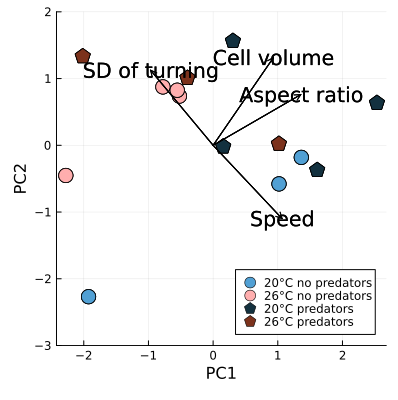 2
Cell volume
SD of turning
1
Aspect ratio
0
PC2
−1
Speed
−2
20°C no predators
26°C no predators
20°C predators
26°C predators
−3
−2 −1 0 1 2
PC1